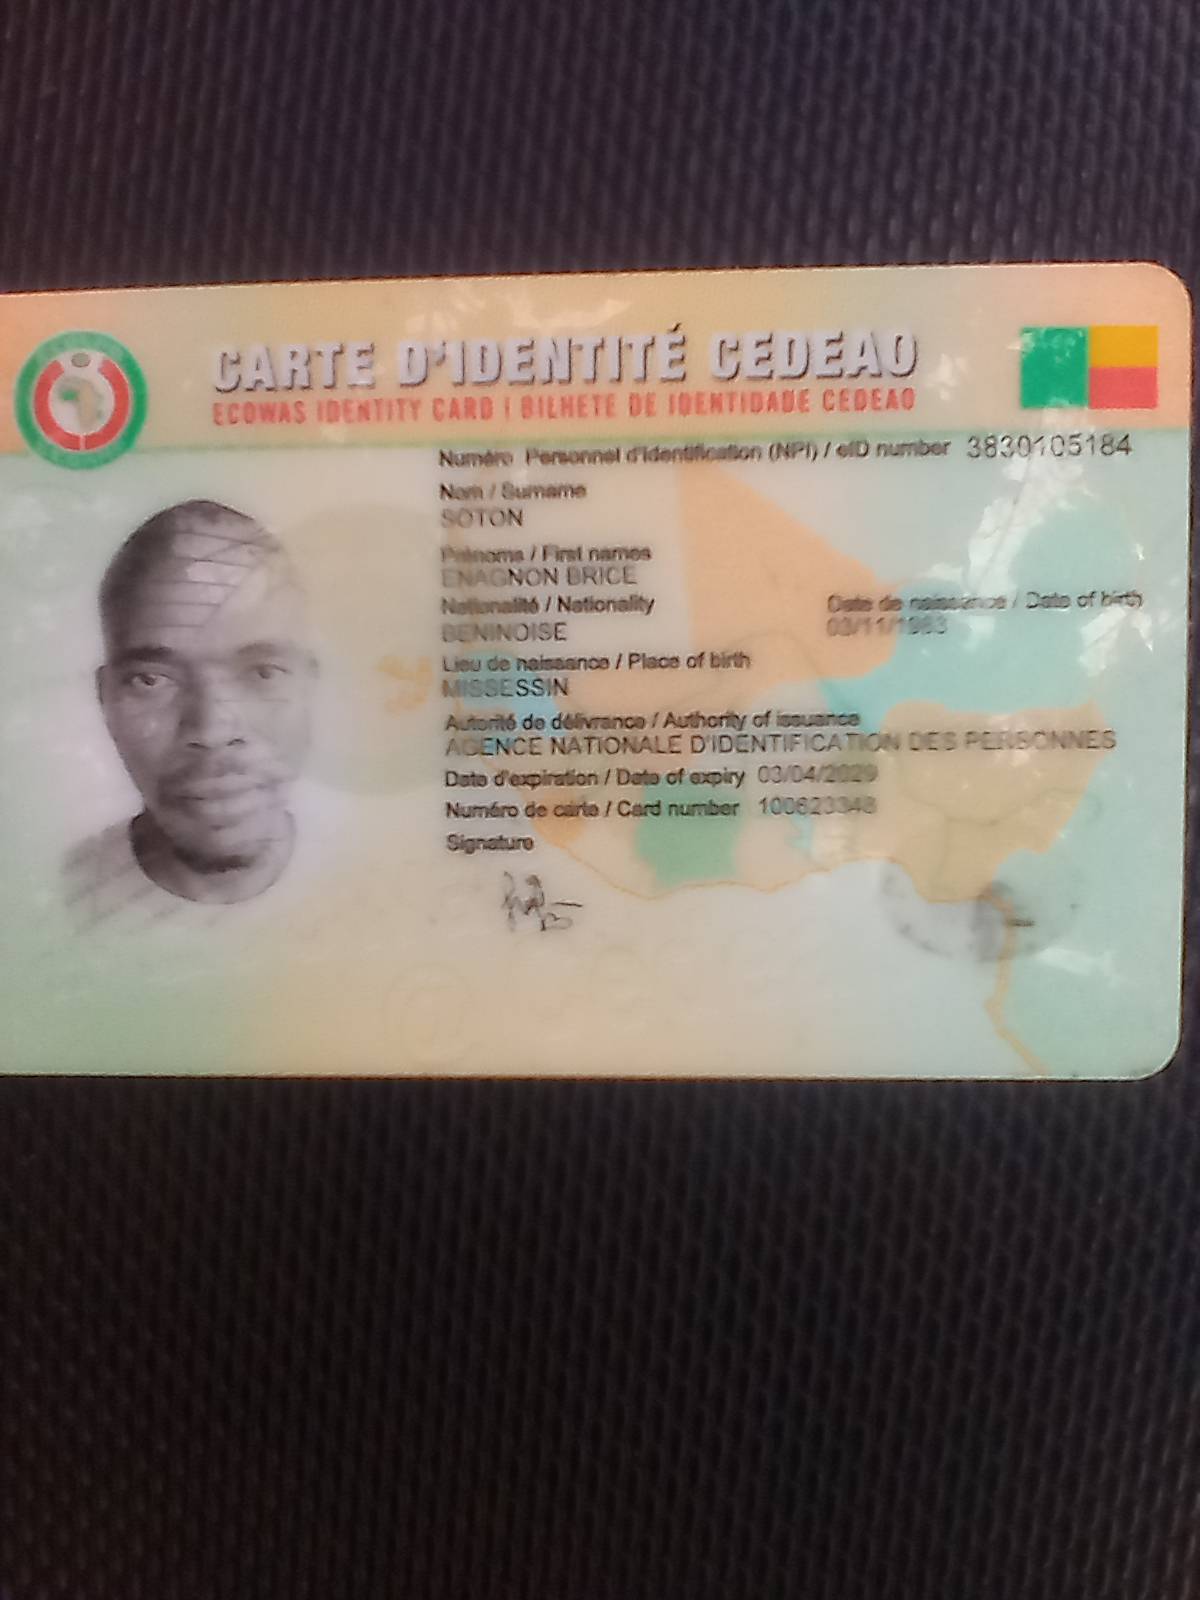 CARTE D'IDENTITÉ CEDEAO
ECOWAS IDENTITY CARD | BILHETE DE IDENTIDADE CEDEAO
Numéro Personnel d'Identification (NPI) / eID number 3830105184
Nom / Surname
SOTON
Prénoms / First names
ENAGNON BRICE
Nationalité / Nationality
BENINOISE
Date de naissance / Date of birth
Lieu de naissance / Place of birth
MISSESSIN
Autorité de délivrance / Authority of issuance
AGENCE NATIONALE D'IDENTIFICATION DES PERSONNES
Date d'expiration / Date of expiry 03/04/2029
Numéro de carte / Card number 100623348
Signature